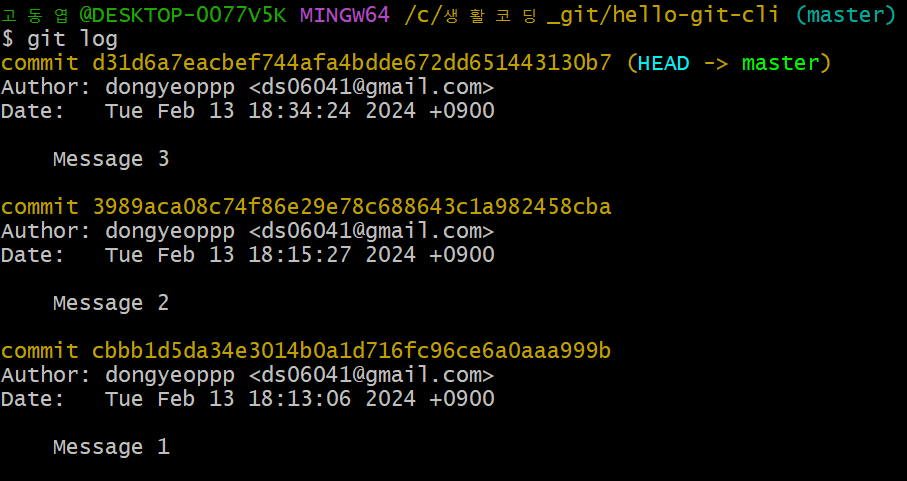 고동엽@DESKTOP-0077V5K MINGW64 /c/생활코딩_git/hello-git-cli (master)
$ git log
commit d31d6a7eacbef744afa4bdde672dd651443130b7 (HEAD -> master)
Author: dongyeoppp <ds06041@gmail.com>
Date:   Tue Feb 13 18:34:24 2024 +0900
    Message 3
commit 3989aca08c74f86e29e78c688643c1a982458cba
Author: dongyeoppp <ds06041@gmail.com>
Date:   Tue Feb 13 18:15:27 2024 +0900
    Message 2
commit cbbb1d5da34e3014b0a1d716fc96ce6a0aaa999b
Author: dongyeoppp <ds06041@gmail.com>
Date:   Tue Feb 13 18:13:06 2024 +0900
    Message 1